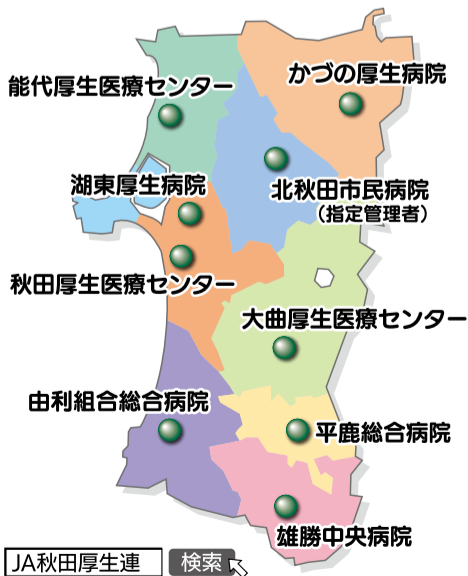 かづの厚生病院
能代厚生医療センター
湖東厚生病院
北秋田市民病院
（指定管理者）
秋田厚生医療センター
大曲厚生医療センター
由利組合総合病院
平鹿総合病院
雄勝中央病院
JA秋田厚生連 検索